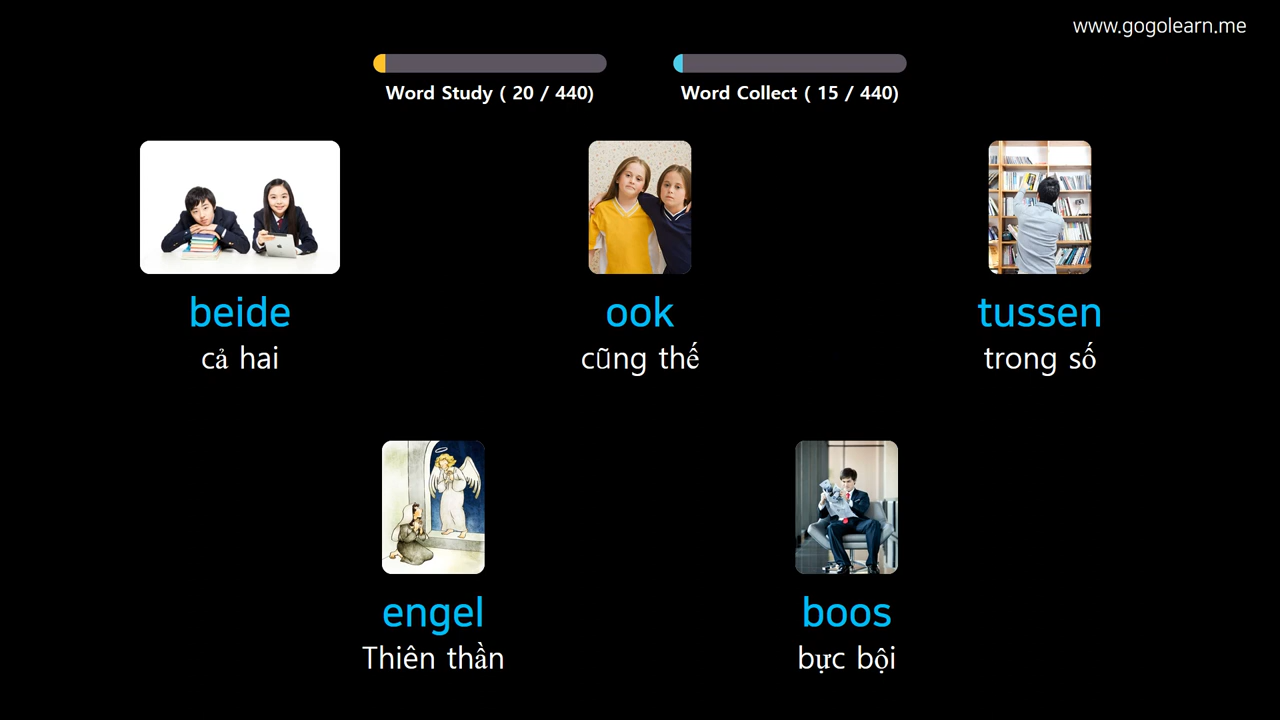 www.gogolearn.me
Word Study ( 20 / 440)
Word Collect ( 15 / 440)
beide
cả hai
ook
cũng thế
tussen
trong số
engel
Thiên thần
boos
bực bội